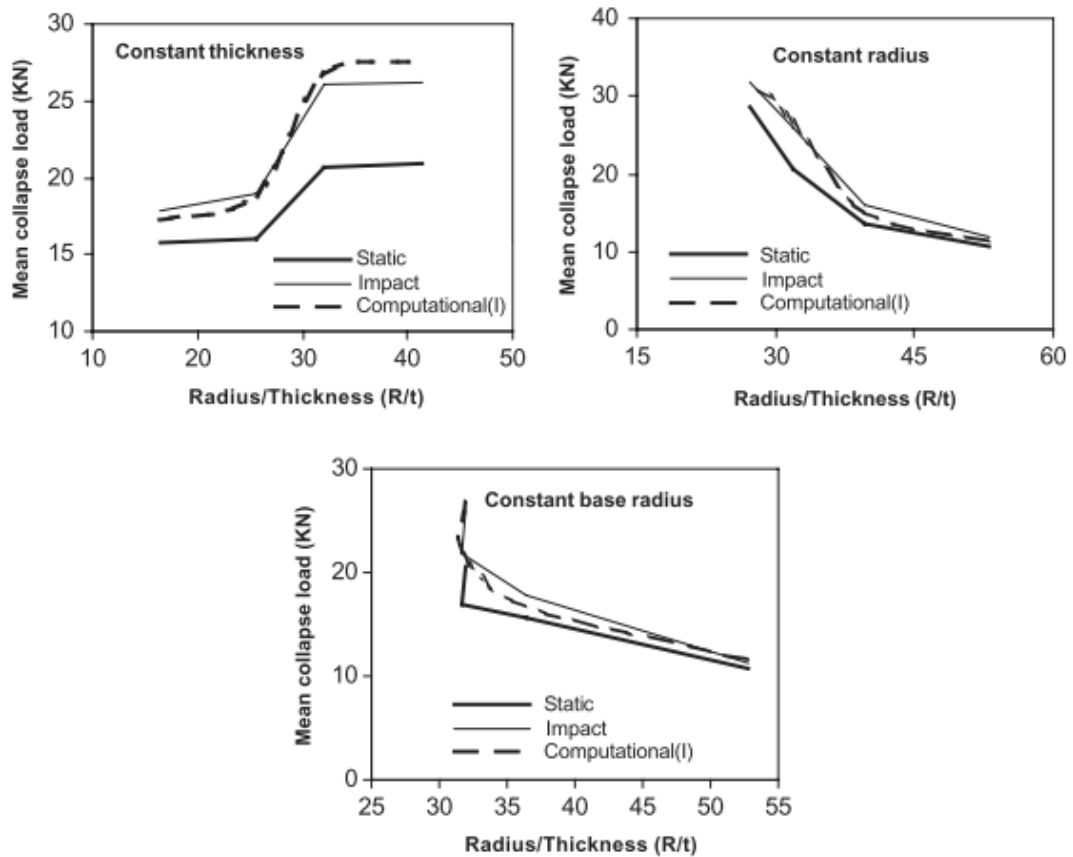 Constant thickness
Mean collapse load (KN)
30
25
20
15
10
Static
Impact
Computational(I)
10 20 30 40 50
Radius/Thickness (R/t)
Constant radius
Mean collapse load (KN)
40
30
20
10
0
Static
Impact
Computational(I)
15 30 45 60
Radius/Thickness (R/t)
Constant base radius
Mean collapse load (KN)
30
20
10
0
Static
Impact
Computational(I)
25 30 35 40 45 50 55
Radius/Thickness (R/t)